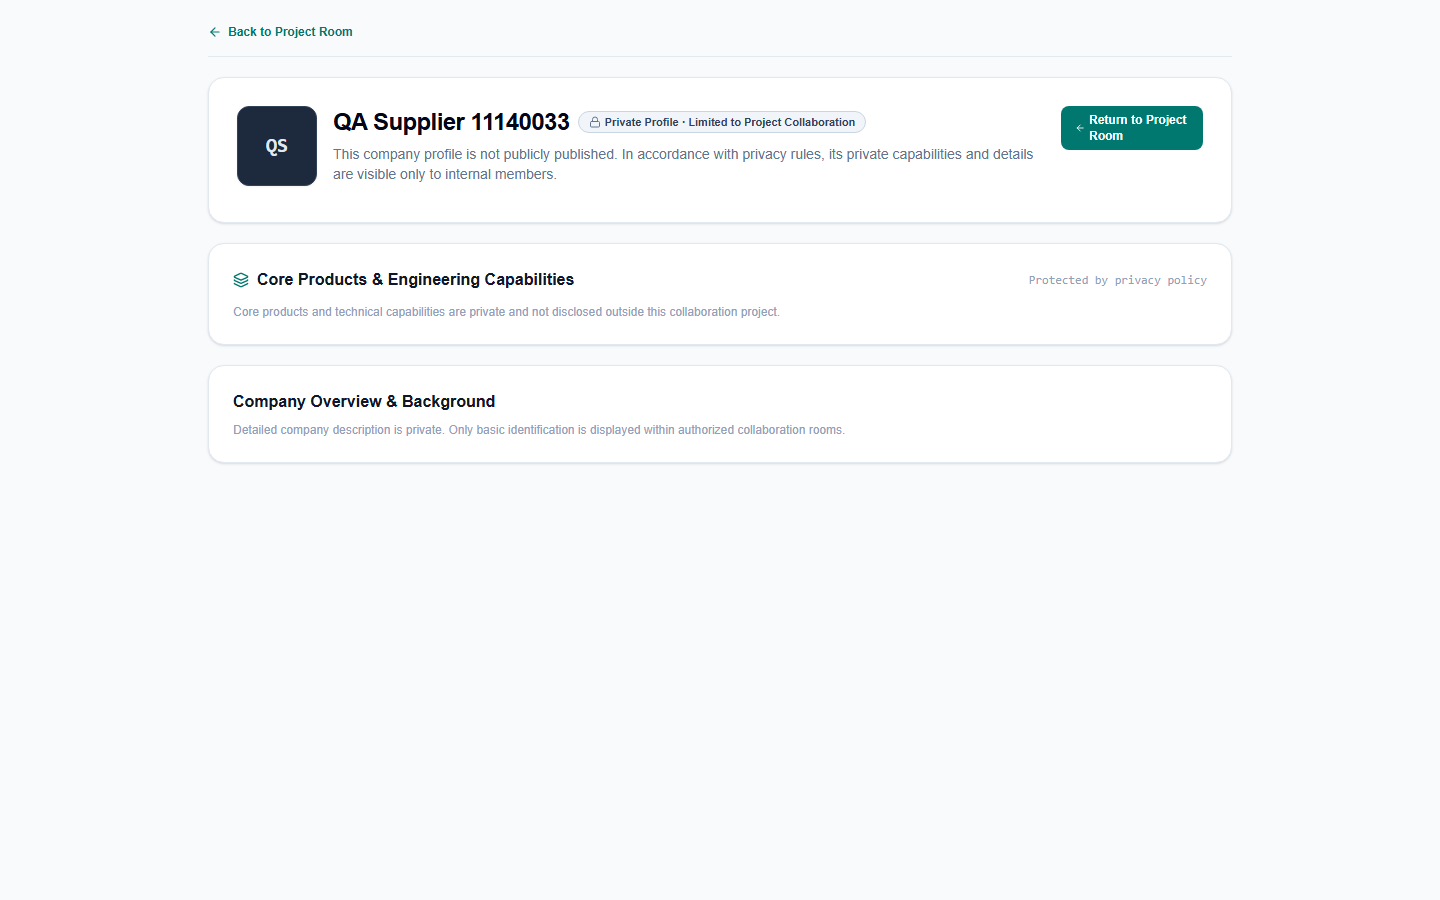 Back to Project Room
QS
QA Supplier 11140033
Private Profile · Limited to Project Collaboration
This company profile is not publicly published. In accordance with privacy rules, its private capabilities and details
are visible only to internal members.
Return to Project
Room
Core Products & Engineering Capabilities
Protected by privacy policy
Core products and technical capabilities are private and not disclosed outside this collaboration project.
Company Overview & Background
Detailed company description is private. Only basic identification is displayed within authorized collaboration rooms.